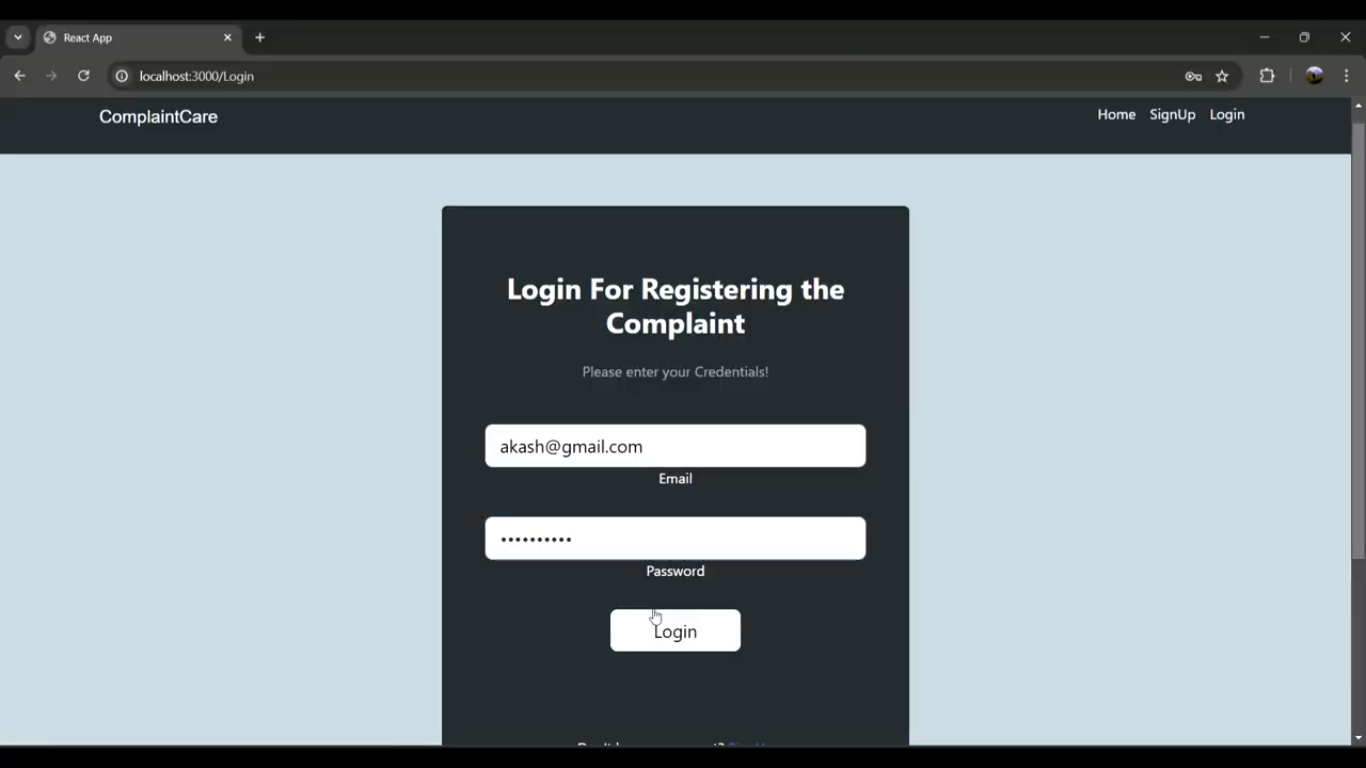 React App
localhost:3000/Login
ComplaintCare
Home SignUp Login
Login For Registering the
Complaint
Please enter your Credentials!
akash@gmail.com
Email
••••••••••
Password
Login